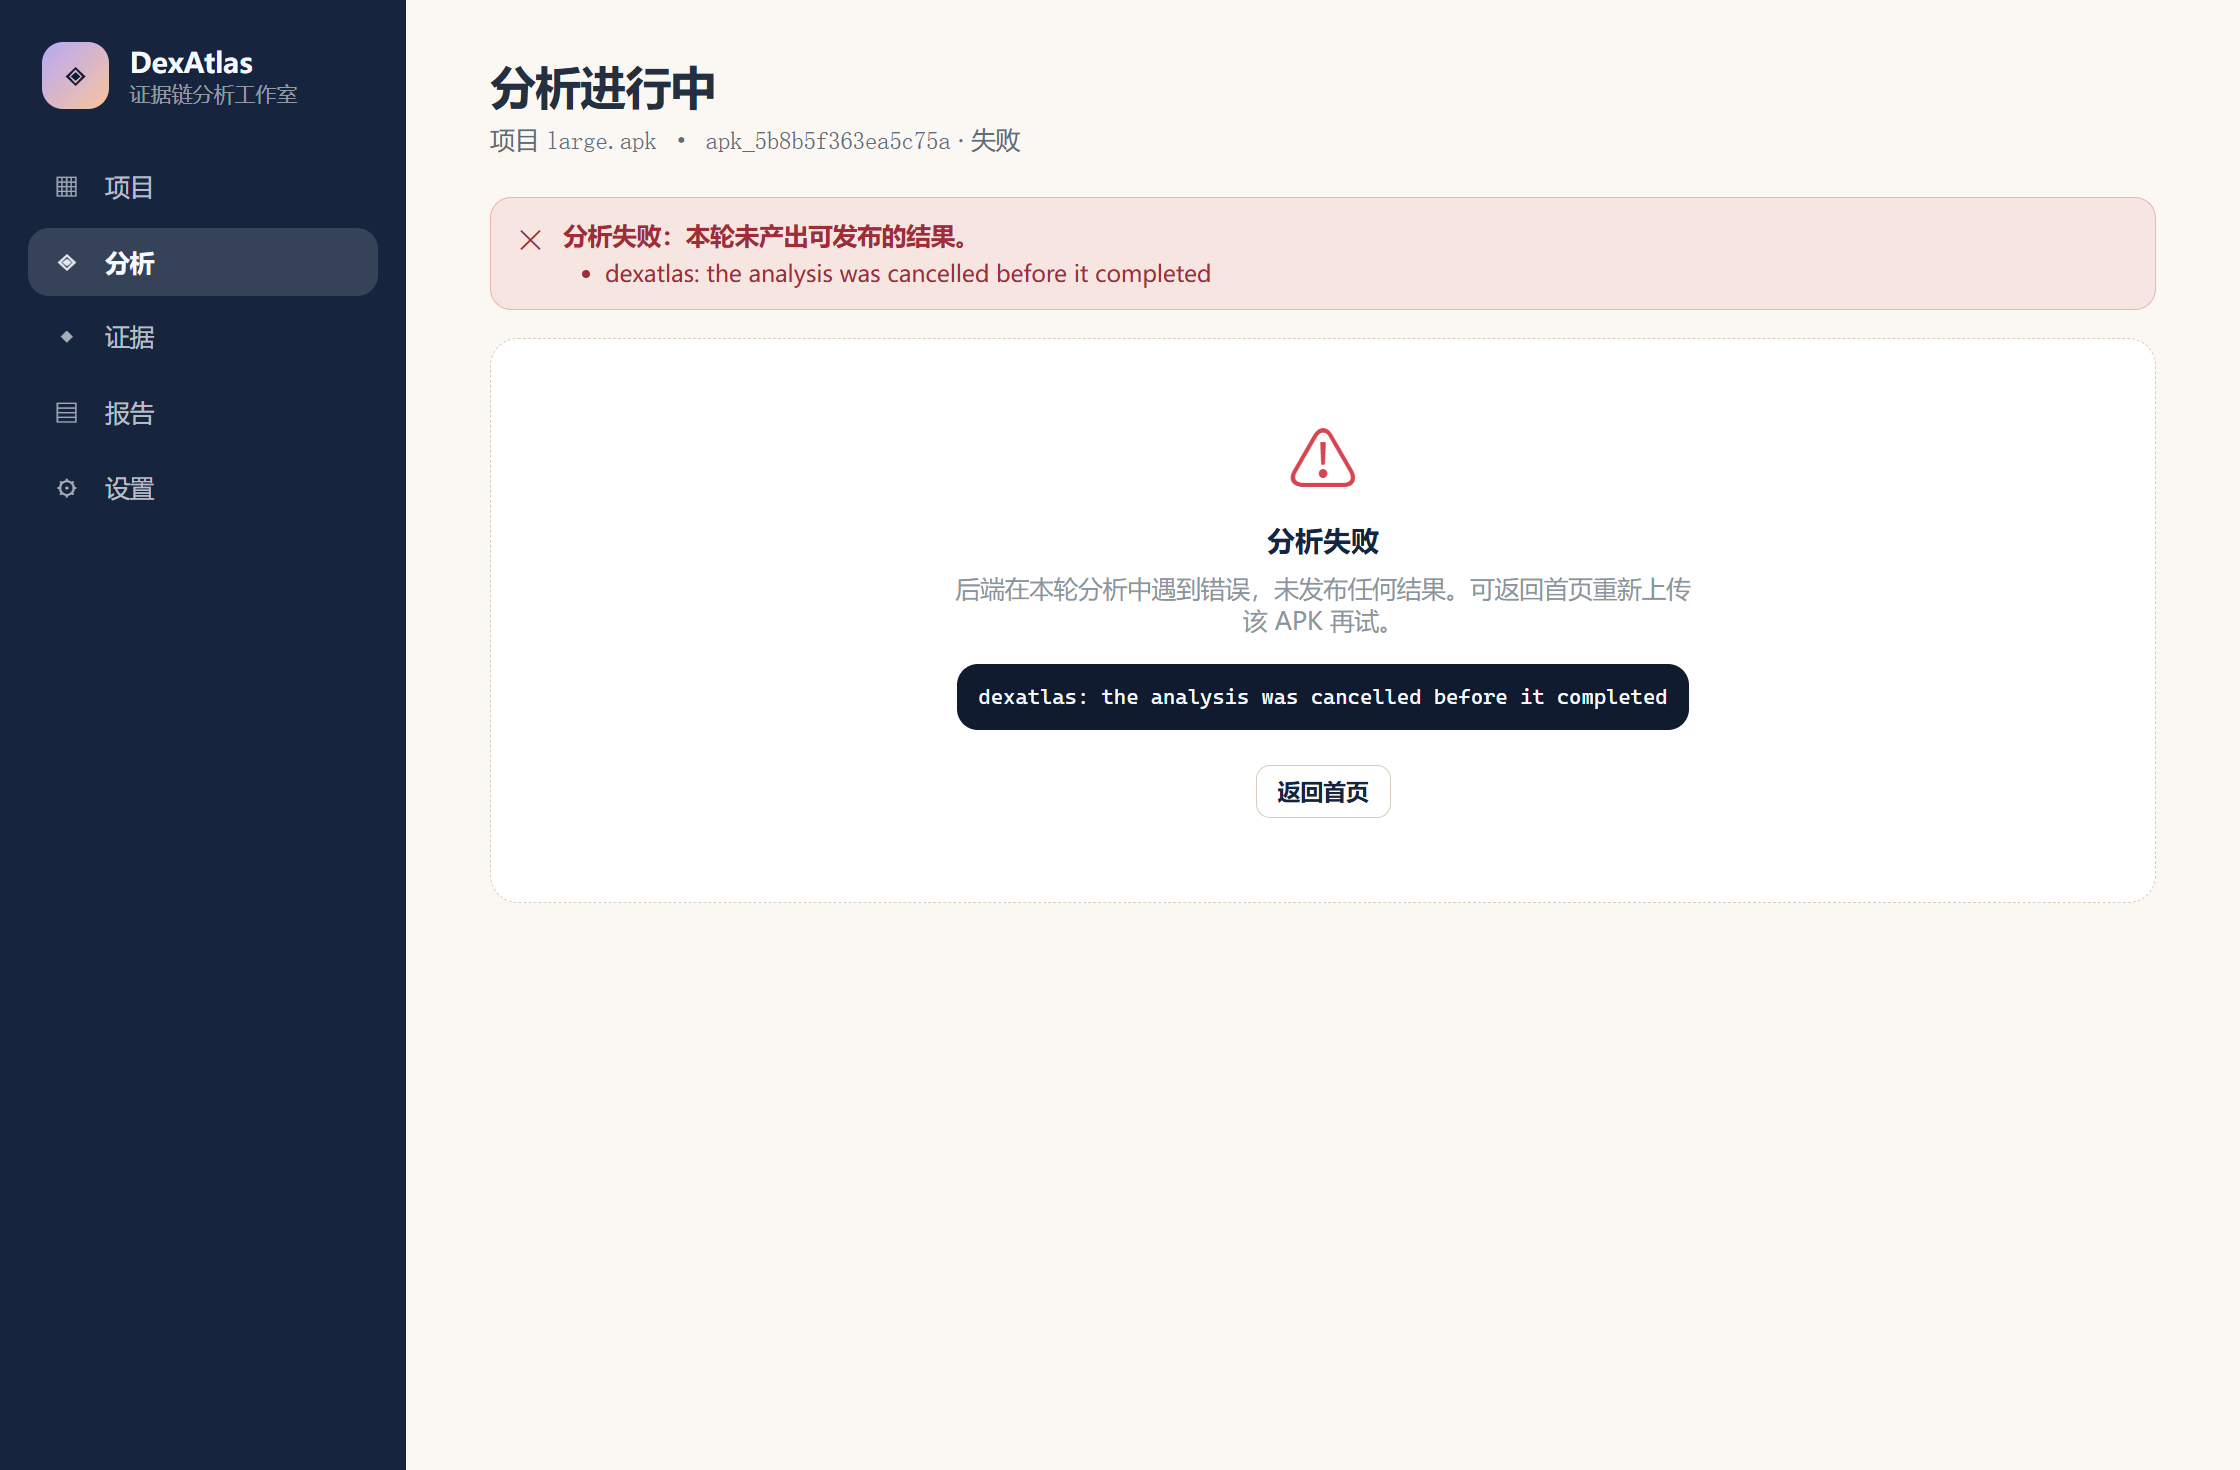 DexAtlas
证据链分析工作室
项目
分析
证据
报告
设置
分析进行中
项目 large.apk • apk_5b8b5f363ea5c75a · 失败
分析失败：本轮未产出可发布的结果。
• dexatlas: the analysis was cancelled before it completed
分析失败
后端在本轮分析中遇到错误，未发布任何结果。可返回首页重新上传
该 APK 再试。
dexatlas: the analysis was cancelled before it completed
返回首页